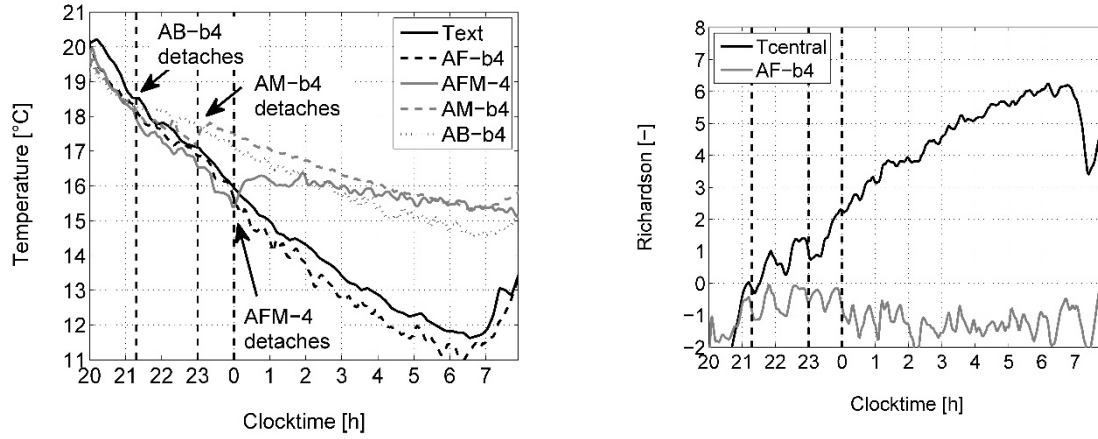 21
20
19
18
17
16
15
14
13
12
11
Temperature [°C]
AB-b4
detaches
AM-b4
detaches
AFM-4
detaches
Text
AF-b4
AFM-4
AM-b4
AB-b4
20 21 22 23 0 1 2 3 4 5 6 7
Clocktime [h]
8
6
4
2
1
0
−1
−2
Richardson [−]
Tcentral
AF-b4
20 21 22 23 0 1 2 3 4 5 6 7
Clocktime [h]